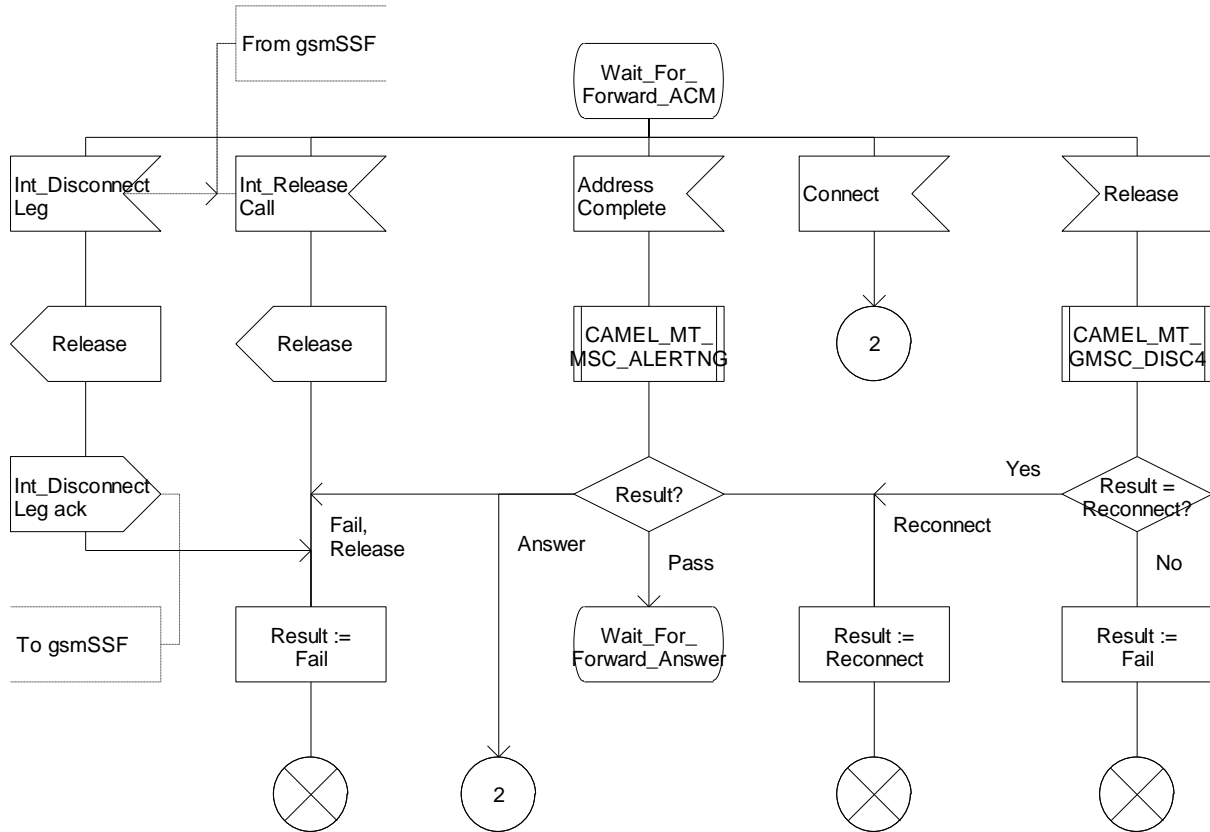 From gsmSSF
Wait_For_
Forward_ACM
Int_Disconnect
Leg
Int_Release
Call
Address
Complete
Connect
Release
Release
Release
CAMEL_MT_
MSC_ALERTNG
2
CAMEL_MT_
GMSC_DISC4
Int_Disconnect
Leg ack
Fail,
Release
Result?
Answer
Pass
Reconnect
Yes
Result =
Reconnect?
No
To gsmSSF
Result :=
Fail
Wait_For_
Forward_Answer
Result :=
Reconnect
Result :=
Fail
2